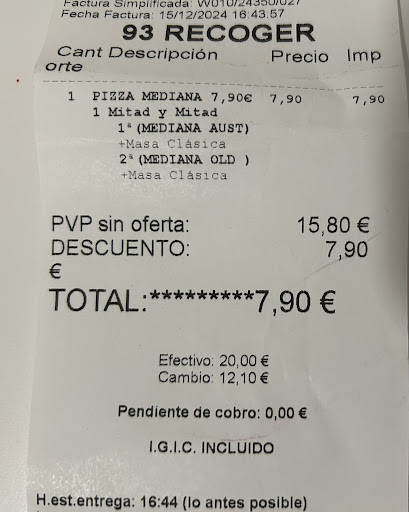 Factura Simplificada: W010/24350/027
Fecha Factura: 15/12/2024 16:43.57
93 RECOGER
Cant Descripción Precio Imp
orte
1 PIZZA MEDIANA 7,90€ 7,90 7,90
1 Mitad y Mitad
1ª(MEDIANA AUST)
+Masa Clásica
2ª(MEDIANA OLD )
+Masa Clásica
PVP sin oferta: 15,80 €
DESCUENTO: 7,90
€
TOTAL:*********7,90 €
Efectivo: 20,00 €
Cambio: 12,10 €
Pendiente de cobro: 0,00 €
I.G.I.C. INCLUIDO
H.est.entrega: 16:44 (lo antes posible)